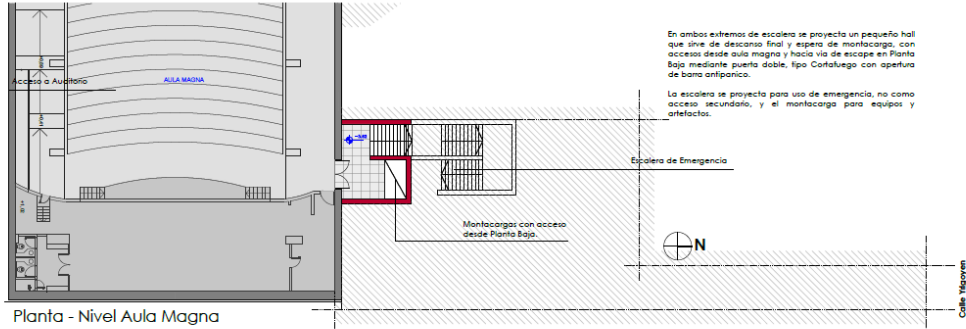 En ambos extremos de escalera se proyecta un pequeño hall
que sirve de descanso final y espera de montacarga, con
accesos desde aula magna y hacia via de escape en Planta
Baja mediante puerta doble, tipo Cortafuego con apertura
de barra antipanico.
La escalera se proyecta para uso de emergencia, no como
acceso secundario, y el montacarga para equipos y
artefactos.
Acceso a Auditorio
AULA MAGNA
Escalera de Emergencia
Montacargas con acceso
desde Planta Baja.
N
Calle Yrigoyen
Planta - Nivel Aula Magna